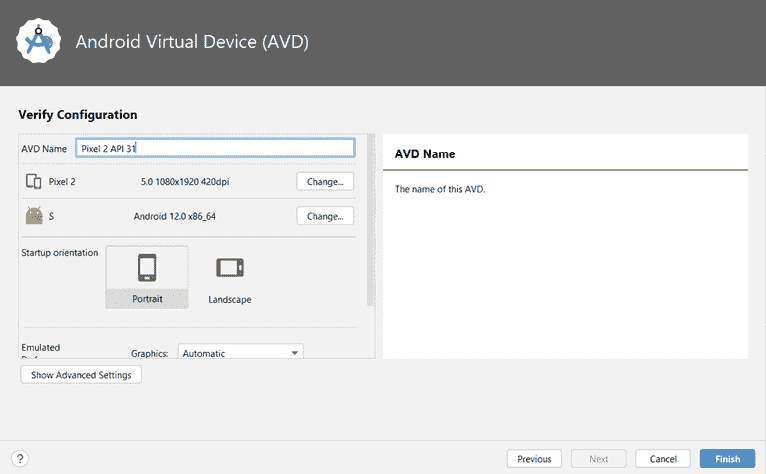 Android Virtual Device (AVD)
Verify Configuration
AVD Name Pixel 2 API 31
Pixel 2 5.0 1080x1920 420dpi Change...
S Android 12.0 x86_64 Change...
Startup orientation
Portrait Landscape
Emulated
Graphics: Automatic
Show Advanced Settings
AVD Name
The name of this AVD.
? Previous Next Cancel Finish